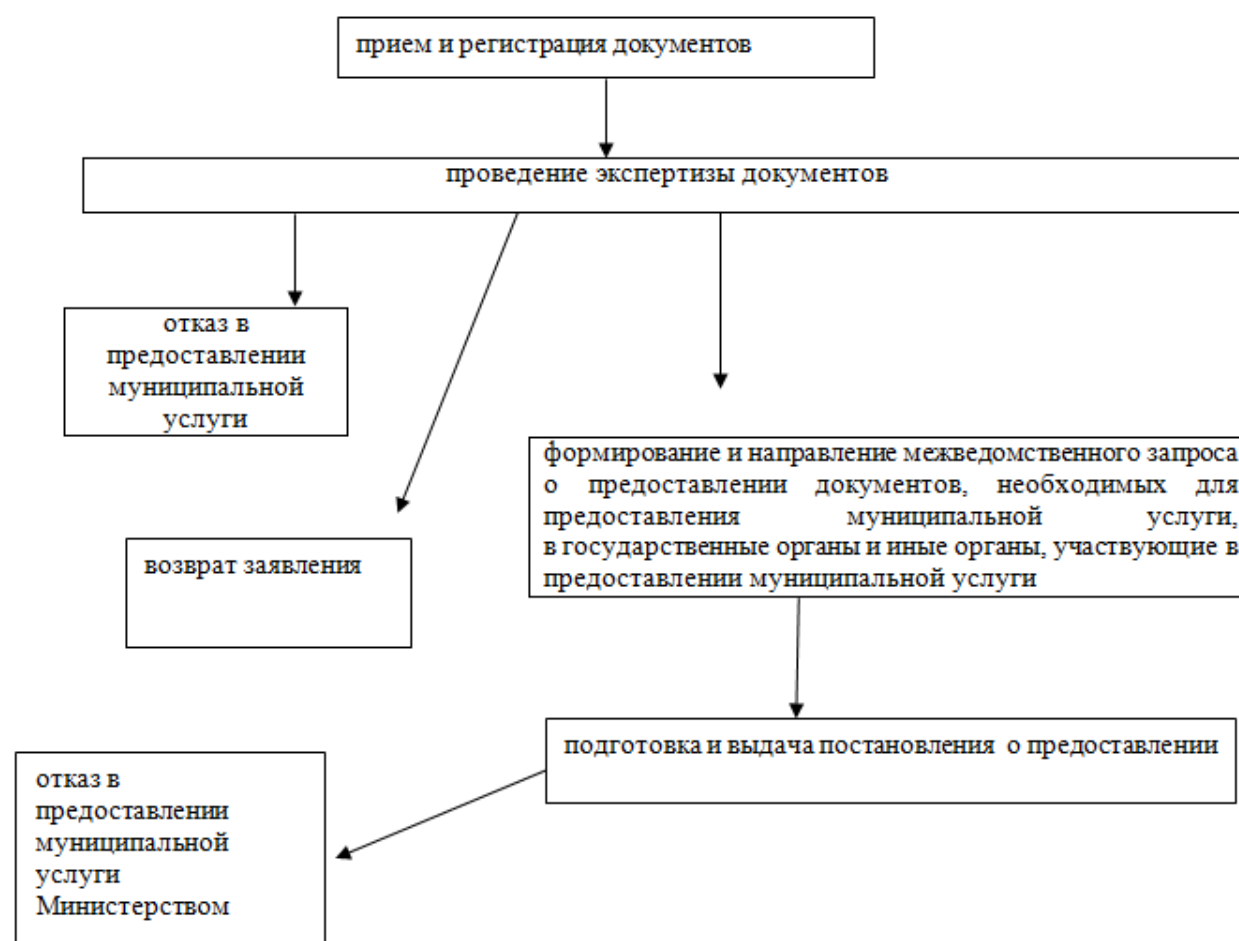 прием и регистрация документов
проведение экспертизы документов
отказ в
предоставлении
муниципальной
услуги
формирование и направление межведомственного запроса
о предоставлении документов, необходимых для
предоставления муниципальной услуги,
в государственные органы и иные органы, участвующие в
предоставлении муниципальной услуги
возврат заявления
подготовка и выдача постановления о предоставлении
отказ в
предоставлении
муниципальной
услуги
Министерством